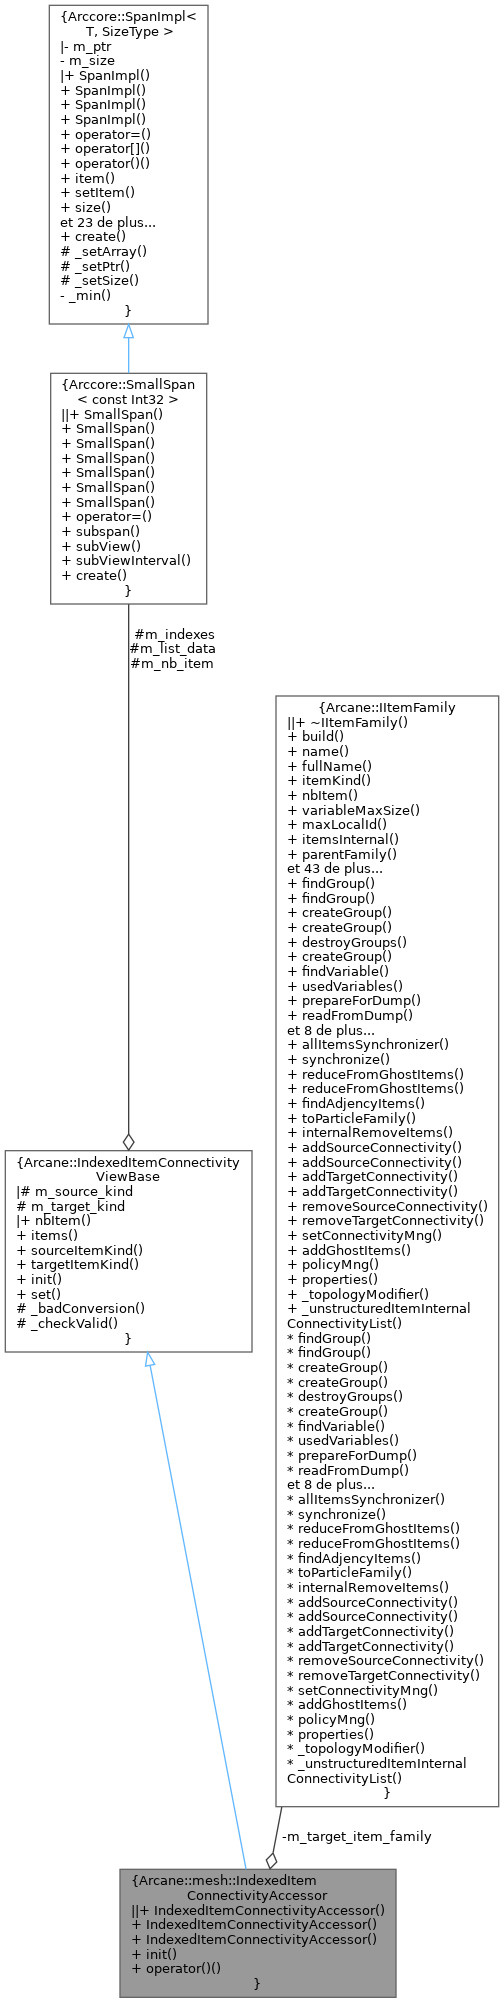 {Arccore::SpanImpl<
T, SizeType >
|- m_ptr
- m_size
|+ SpanImpl()
+ SpanImpl()
+ SpanImpl()
+ SpanImpl()
+ operator=()
+ operator[]()
+ operator()()
+ item()
+ setItem()
+ size()
et 23 de plus...
+ create()
# _setArray()
# _setPtr()
# _setSize()
- _min()
}
{Arccore::SmallSpan
< const Int32 >
||+ SmallSpan()
+ SmallSpan()
+ SmallSpan()
+ SmallSpan()
+ SmallSpan()
+ SmallSpan()
+ SmallSpan()
+ operator=()
+ subspan()
+ subView()
+ subViewInterval()
+ create()
}
#m_indexes
#m_list_data
#m_nb_item
{Arcane::IItemFamily
||+ ~IItemFamily()
+ build()
+ name()
+ fullName()
+ itemKind()
+ nbItem()
+ variableMaxSize()
+ maxLocalId()
+ itemsInternal()
+ parentFamily()
et 43 de plus...
+ findGroup()
+ findGroup()
+ createGroup()
+ createGroup()
+ destroyGroups()
+ createGroup()
+ findVariable()
+ usedVariables()
+ prepareForDump()
+ readFromDump()
et 8 de plus...
+ allItemsSynchronizer()
+ synchronize()
+ reduceFromGhostItems()
+ reduceFromGhostItems()
+ findAdjencyItems()
+ toParticleFamily()
+ internalRemoveItems()
+ addSourceConnectivity()
+ addSourceConnectivity()
+ addTargetConnectivity()
+ addTargetConnectivity()
+ removeSourceConnectivity()
+ removeTargetConnectivity()
+ setConnectivityMng()
+ addGhostItems()
+ policyMng()
+ properties()
+ _topologyModifier()
+ _unstructuredItemInternal
ConnectivityList()
* findGroup()
* findGroup()
* createGroup()
* createGroup()
* destroyGroups()
* createGroup()
* findVariable()
* usedVariables()
* prepareForDump()
* readFromDump()
et 8 de plus...
* allItemsSynchronizer()
* synchronize()
* reduceFromGhostItems()
* reduceFromGhostItems()
* findAdjencyItems()
* toParticleFamily()
* internalRemoveItems()
* addSourceConnectivity()
* addSourceConnectivity()
* addTargetConnectivity()
* addTargetConnectivity()
* removeSourceConnectivity()
* removeTargetConnectivity()
* setConnectivityMng()
* addGhostItems()
* policyMng()
* properties()
* _topologyModifier()
* _unstructuredItemInternal
ConnectivityList()
}
{Arcane::IndexedItemConnectivity
ViewBase
|# m_source_kind
# m_target_kind
|+ nbItem()
+ items()
+ sourceItemKind()
+ targetItemKind()
+ init()
+ set()
# _badConversion()
# _checkValid()
}
-m_target_item_family
{Arcane::mesh::IndexedItem
ConnectivityAccessor
||+ IndexedItemConnectivityAccessor()
+ IndexedItemConnectivityAccessor()
+ IndexedItemConnectivityAccessor()
+ init()
+ operator()()
}